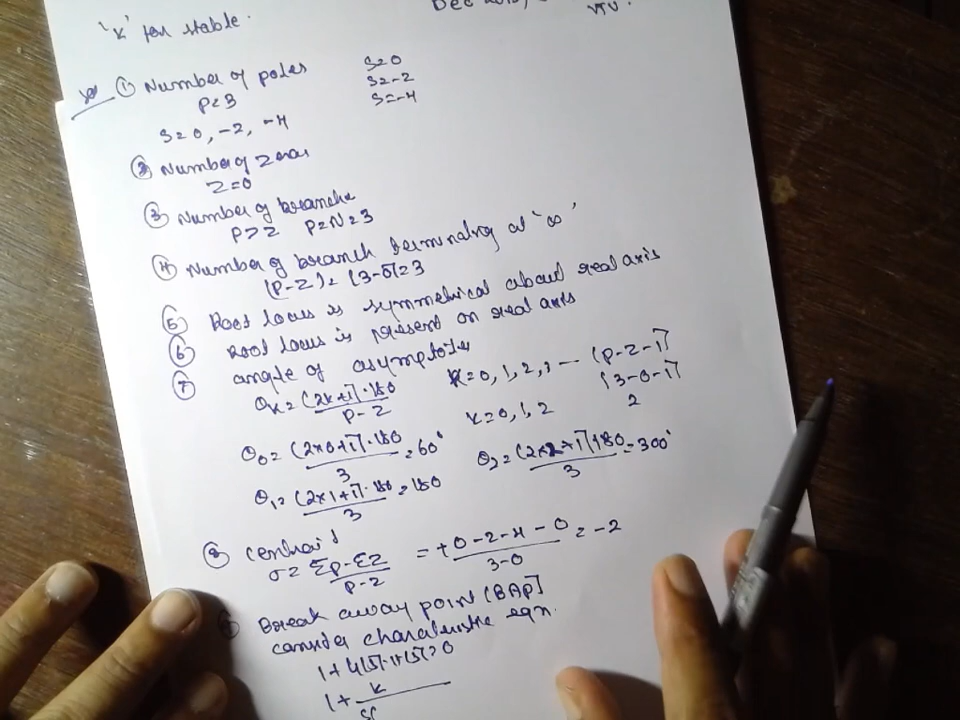 'K' for stable.
VTU.
① Number of poles
P=3
S=0
S=-2
S=-4
S=0, -2, -4
② Number of Zeros
Z=0
③ Number of branche
P>Z P=N=3
④ Number of branch terminating at '∞'
(P-Z) = (3-0)=3
⑤ Root locus is symmetrical about real axis
⑥ Root locus is present on real axis
⑦ angle of asymptote
θK = (2K+1)·180 / P-Z
K=0, 1, 2, 3 --- (P-Z-1)
(3-0-1)
2
K=0, 1, 2
θ0 = (2×0+1)·180 / 3 = 60°
θ2 = (2×2+1)180 / 3 = 300°
θ1 = (2×1+1)·180 / 3 = 180
⑧ Centroid
σ = ΣP-ΣZ / P-Z = +0-2-4-0 / 3-0 = -2
Break away point (BAP)
consider characteristic eqn.
1+G(S)·H(S)=0
1+ K / S(